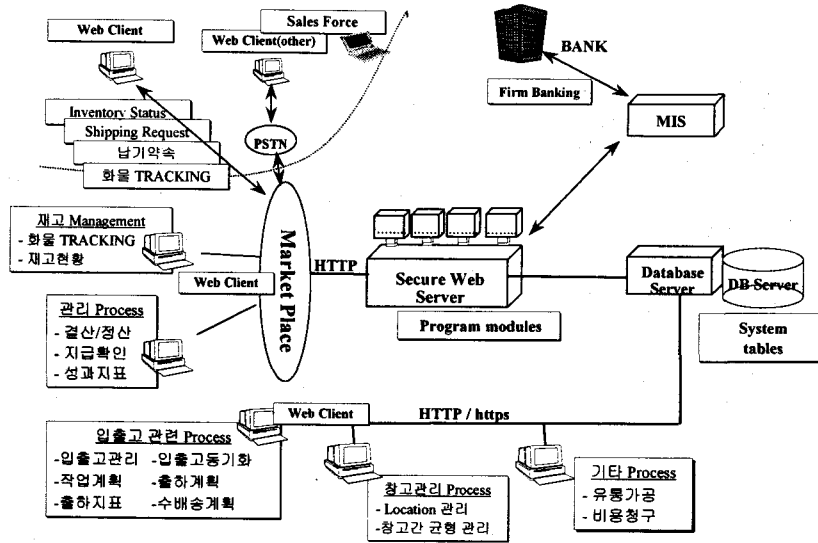 Sales Force
Web Client
Web Client(other)
BANK
Firm Banking
MIS
Inventory Status
Shipping Request
납기약속
화물 TRACKING
PSTN
재고 Management
- 화물 TRACKING
- 재고현황
Web Client
Market Place
HTTP
Secure Web
Server
Program modules
Database
Server
DB Server
System
tables
관리 Process
- 결산/정산
- 지급확인
- 성과지표
Web Client
HTTP / https
입출고 관련 Process
-입출고관리 -입출고동기화
-작업계획 -출하계획
-출하지표 -수배송계획
창고관리 Process
- Location 관리
- 창고간 균형 관리
기타 Process
- 유통가공
- 비용청구